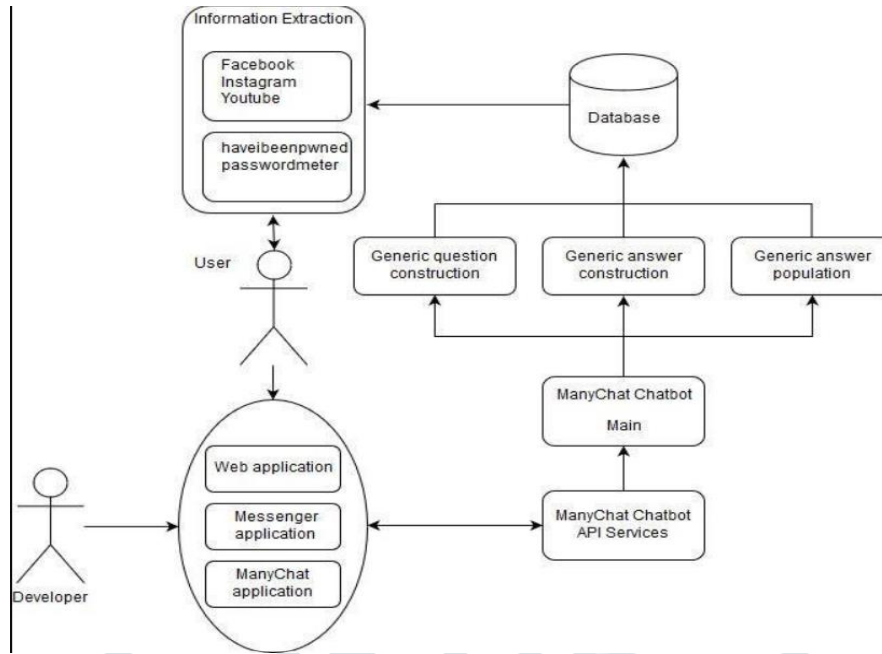 Information Extraction
Facebook
Instagram
Youtube
haveibeenpwned
passwordmeter
Database
User
Generic question
construction
Generic answer
construction
Generic answer
population
ManyChat Chatbot
Main
Web application
Messenger
application
ManyChat
application
ManyChat Chatbot
API Services
Developer